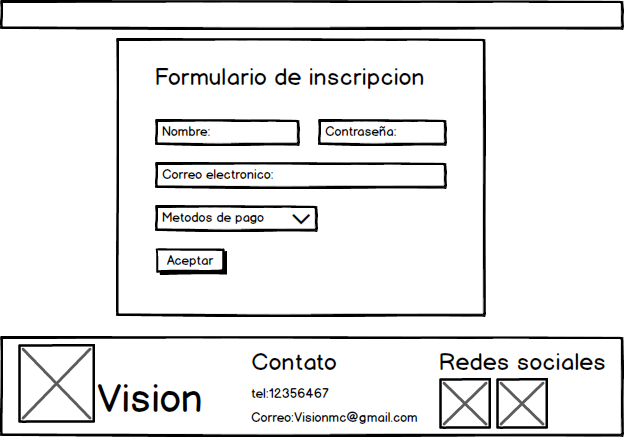 Formulario de inscripcion
Nombre: Contraseña:
Correo electronico:
Metodos de pago
Aceptar
Vision
Contato
tel:12356467
Correo:Visionmc@gmail.com
Redes sociales